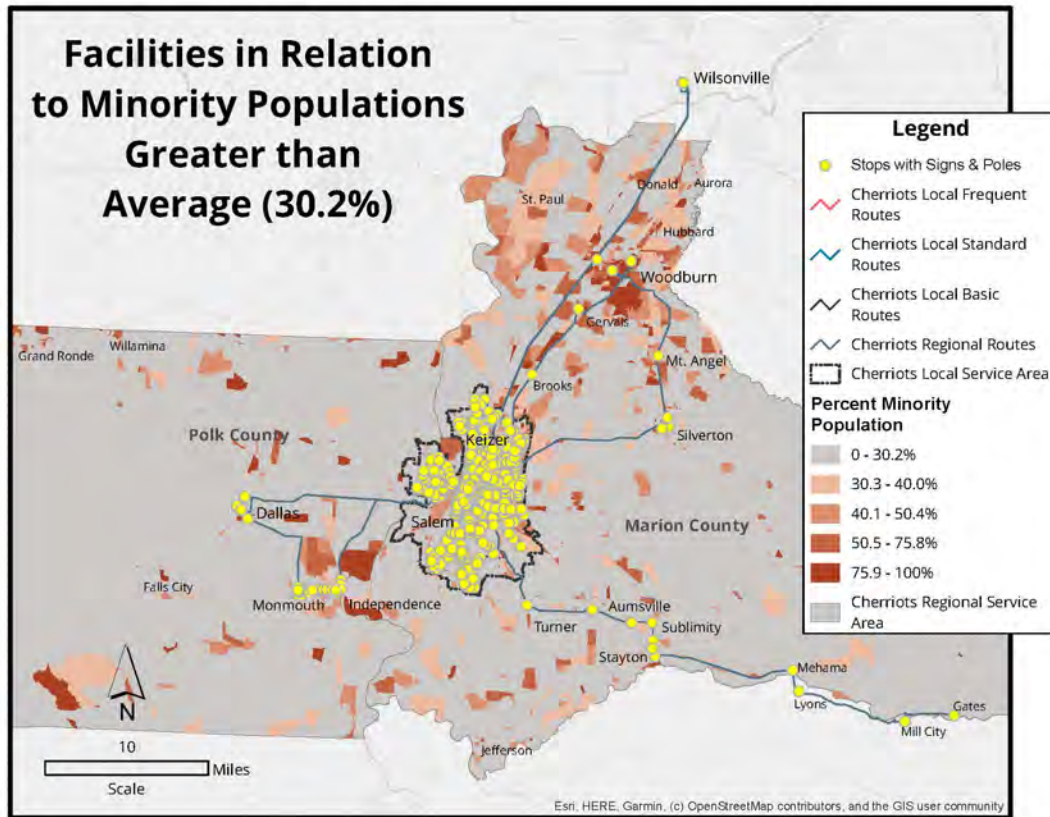 Facilities in Relation
to Minority Populations
Greater than
Average (30.2%)
Wilsonville
Legend
Stops with Signs & Poles
Cherriots Local Frequent
Routes
Cherriots Local Standard
Routes
Cherriots Local Basic
Routes
Cherriots Regional Routes
Cherriots Local Service Area
Percent Minority
Population
0 - 30.2%
30.3 - 40.0%
40.1 - 50.4%
50.5 - 75.8%
75.9 - 100%
Cherriots Regional Service
Area
Donald
Aurora
St. Paul
Hubbard
Woodburn
Gervais
Grand Ronde
Willamina
Mt. Angel
Brooks
Polk County
Keizer
Silverton
Dallas
Salem
Marion County
Falls City
Monmouth
Independence
Aumsville
Turner
Sublimity
Stayton
Mehama
Lyons
Gates
Mill City
Jefferson
N
10
Miles
Scale
Esri, HERE, Garmin, (c) OpenStreetMap contributors, and the GIS user community